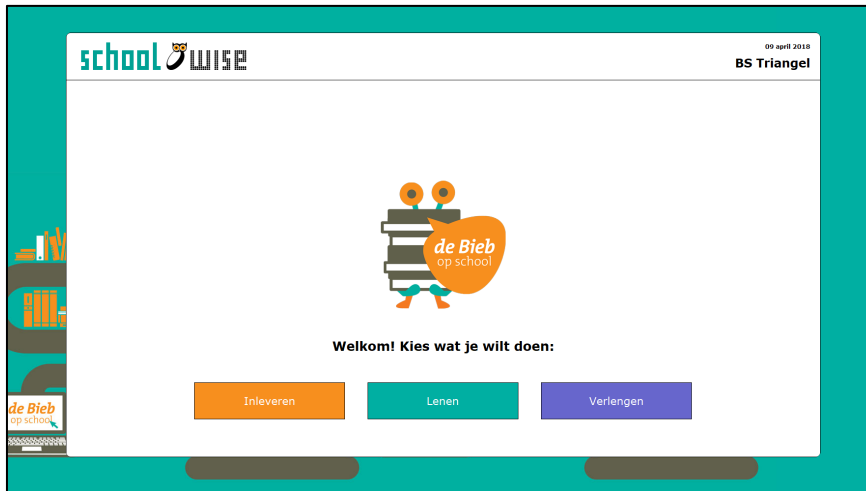 school wise
09 april 2018
BS Triangel
de Bieb
op school
Welkom! Kies wat je wilt doen:
Inleveren
Lenen
Verlengen
de Bieb
op school